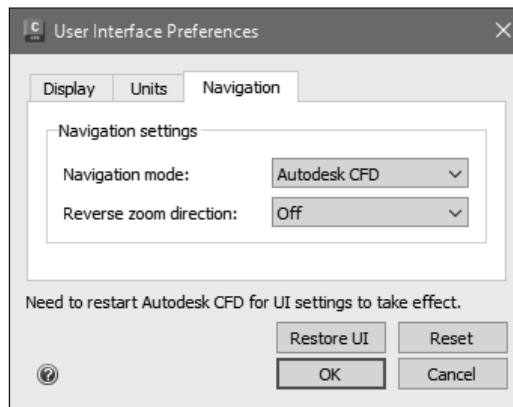 C
CFD
User Interface Preferences
Display Units Navigation
Navigation settings
Navigation mode: Autodesk CFD
Reverse zoom direction: Off
Need to restart Autodesk CFD for UI settings to take effect.
Restore UI Reset
? OK Cancel